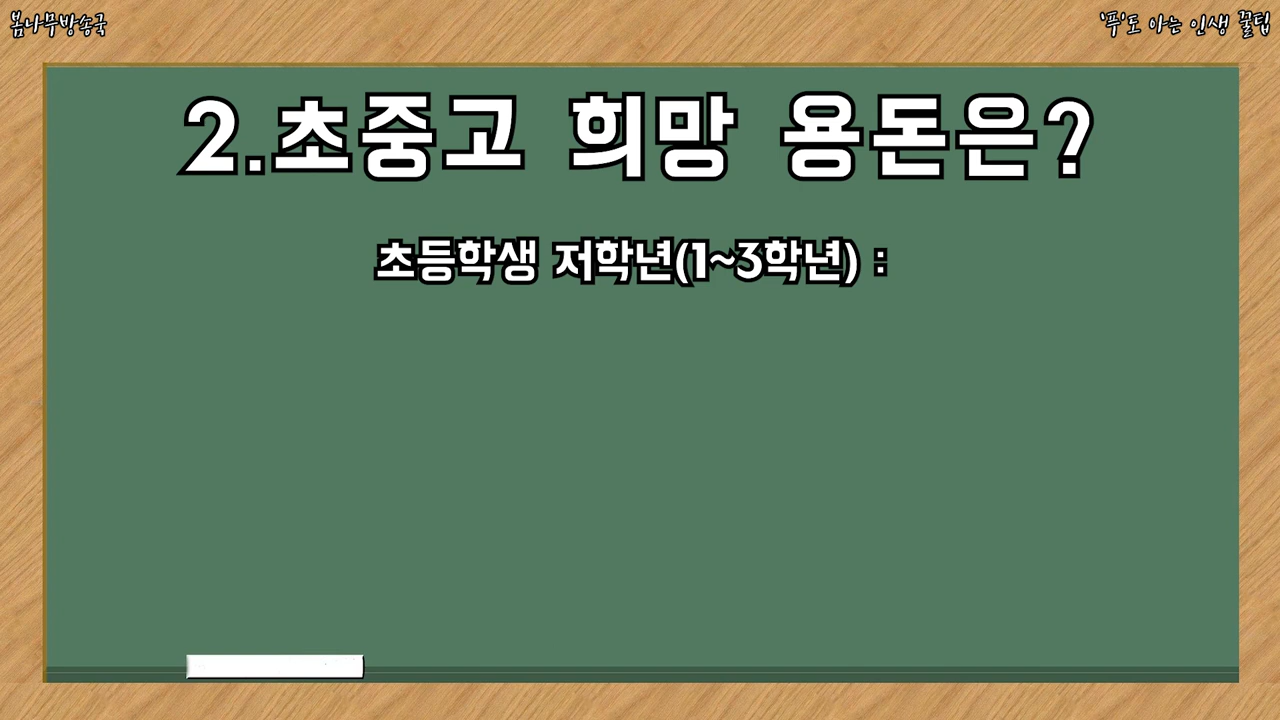 봄나무방송국
'푸'도 아는 인생 꿀팁
2.초중고 희망 용돈은?
초등학생 저학년(1~3학년) :